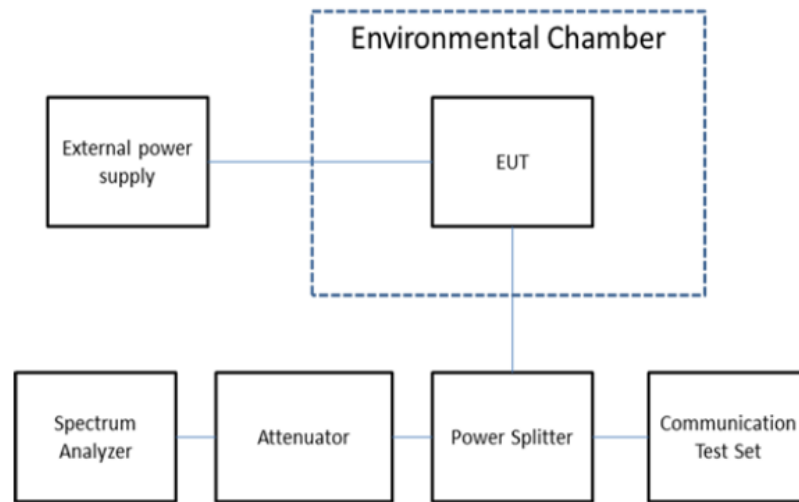 Environmental Chamber
External power
supply
EUT
Spectrum
Analyzer
Attenuator
Power Splitter
Communication
Test Set